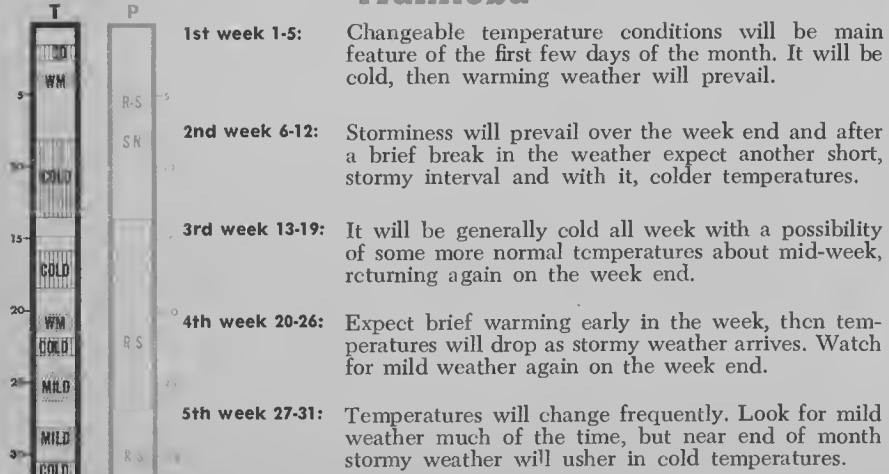 Manitoba
T P
1st week 1-5: Changeable temperature conditions will be main
feature of the first few days of the month. It will be
cold, then warming weather will prevail.
2nd week 6-12: Storminess will prevail over the week end and after
a brief break in the weather expect another short,
stormy interval and with it, colder temperatures.
3rd week 13-19: It will be generally cold all week with a possibility
of some more normal temperatures about mid-week,
returning again on the week end.
4th week 20-26: Expect brief warming early in the week, then tem-
peratures will drop as stormy weather arrives. Watch
for mild weather again on the week end.
5th week 27-31: Temperatures will change frequently. Look for mild
weather much of the time, but near end of month
stormy weather will usher in cold temperatures.
WM
5 R-S 5
SN
10 COLD
15
COLD
20
WM
COLD R S
25 MILD
MILD
30 R S
COLD